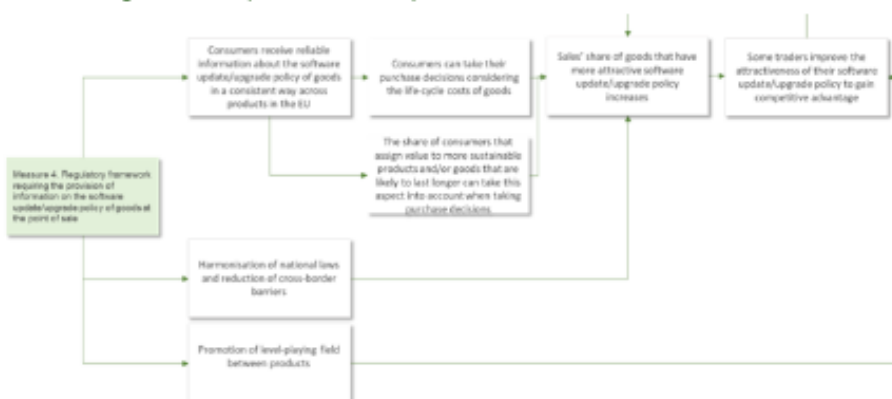 Consumers receive reliable
information about the software
update/upgrade policy of goods
in a consistent way across
products in the EU
Consumers can take their
purchase decisions considering
the life-cycle costs of goods
Sales' share of goods that have
more attractive software
update/upgrade policy
increases
Some traders improve the
attractiveness of their software
update/upgrade policy to gain
competitive advantage
The share of consumers that
assign value to more sustainable
products and/or goods that are
likely to last longer can take this
aspect into account when taking
purchase decisions.
Measure 4. Regulatory framework
requiring the provision of
information on the software
update/upgrade policy of goods at
the point of sale
Harmonisation of national laws
and reduction of cross-border
barriers
Promotion of level-playing field
between products